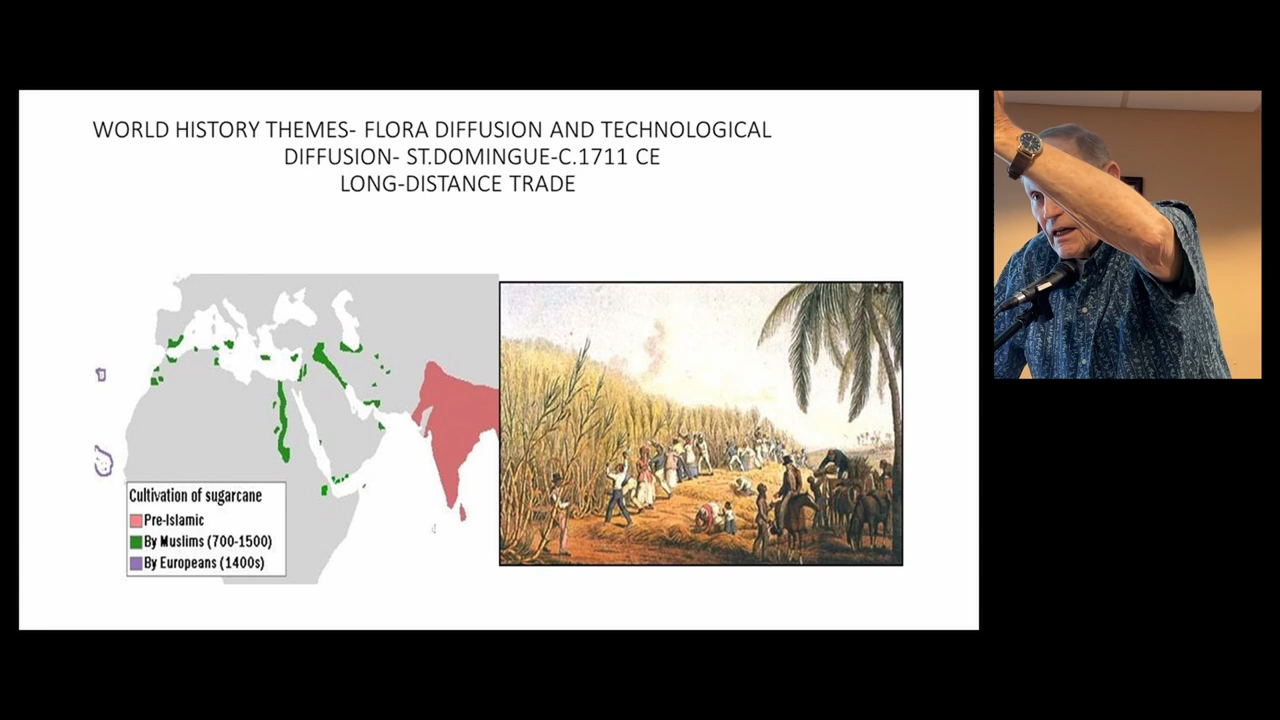 WORLD HISTORY THEMES- FLORA DIFFUSION AND TECHNOLOGICAL
DIFFUSION- ST.DOMINGUE-C.1711 CE
LONG-DISTANCE TRADE
Cultivation of sugarcane
Pre-Islamic
By Muslims (700-1500)
By Europeans (1400s)